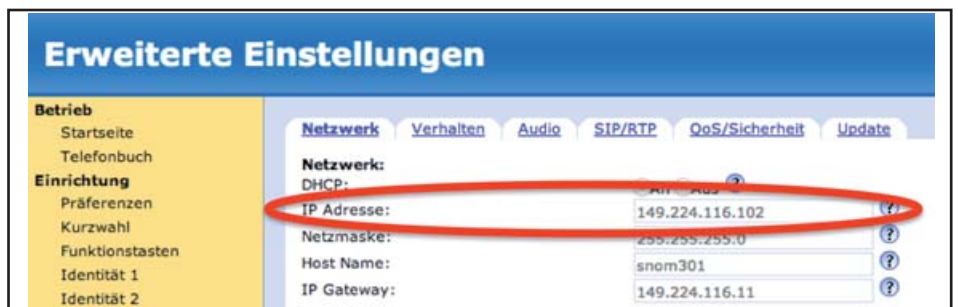 Erweiterte Einstellungen
Betrieb
Startseite
Telefonbuch
Einrichtung
Präferenzen
Kurzwahl
Funktionstasten
Identität 1
Identität 2
Netzwerk Verhalten Audio SIP/RTP QoS/Sicherheit Update
Netzwerk:
DHCP: An Aus ?
IP Adresse: 149.224.116.102 ?
Netzmaske: 255.255.255.0 ?
Host Name: snom301 ?
IP Gateway: 149.224.116.11 ?